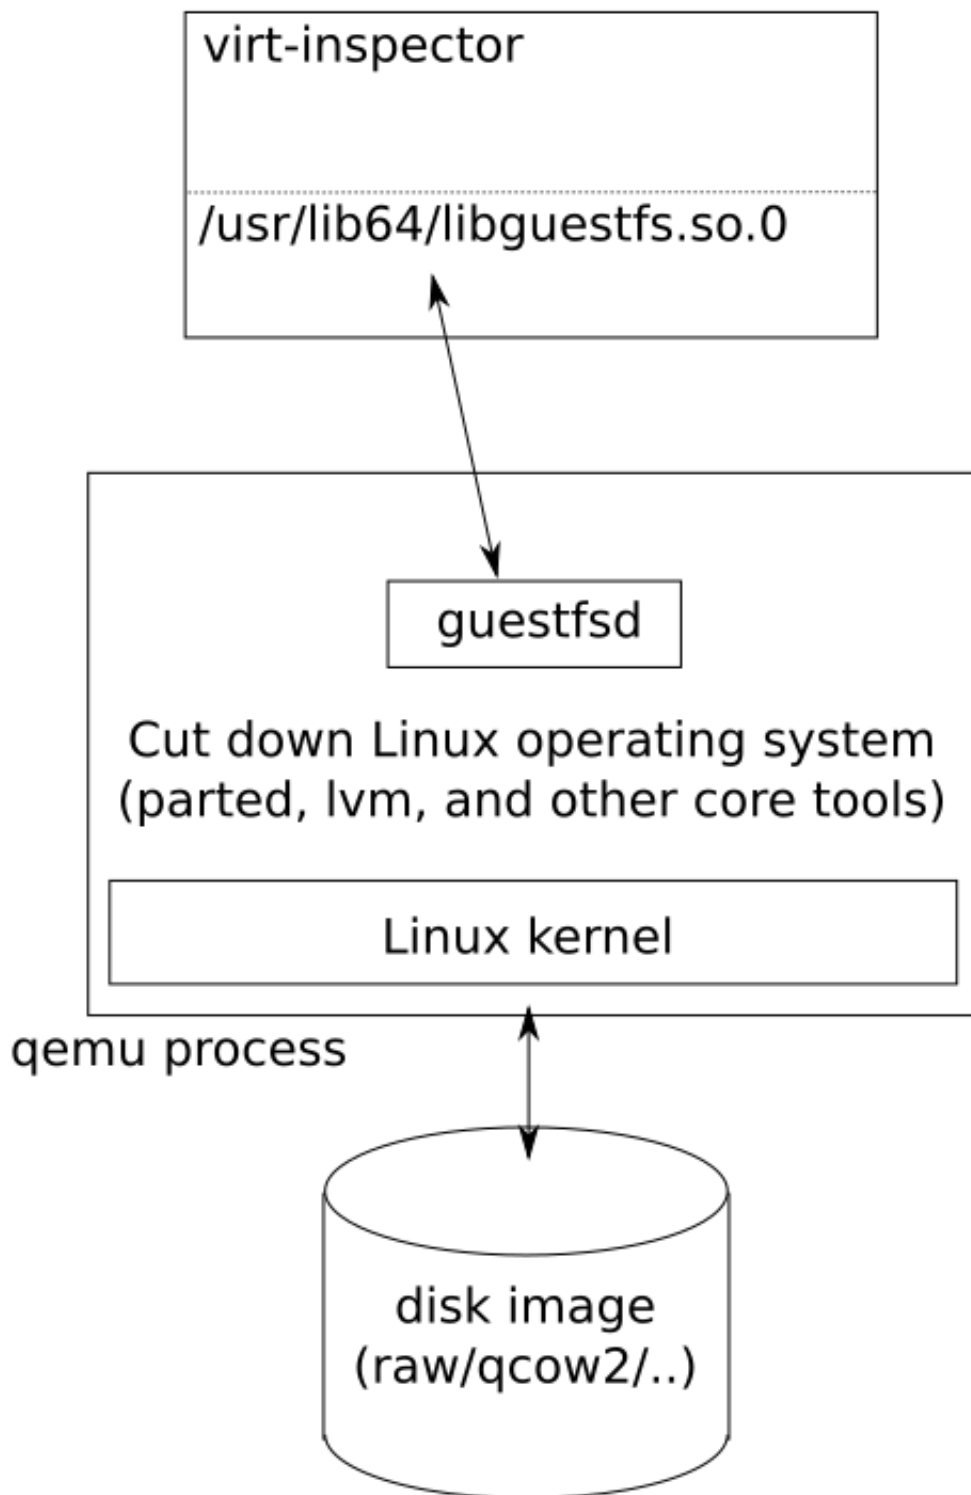 virt-inspector
/usr/lib64/libguestfs.so.0
guestfsd
Cut down Linux operating system
(parted, lvm, and other core tools)
Linux kernel
qemu process
disk image
(raw/qcow2/..)